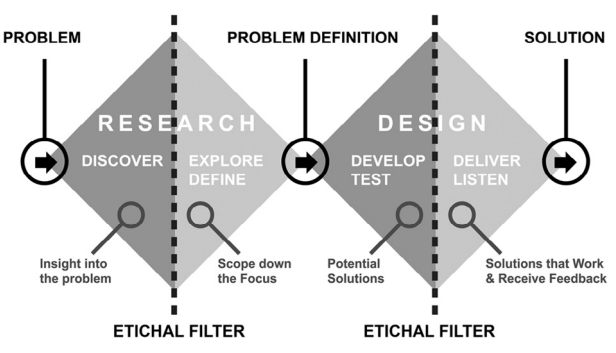 PROBLEM
PROBLEM DEFINITION
SOLUTION
RESEARCH
DESIGN
DISCOVER
EXPLORE
DEFINE
DEVELOP
TEST
DELIVER
LISTEN
Insight into
the problem
Scope down
the Focus
Potential
Solutions
Solutions that Work
& Receive Feedback
ETICHAL FILTER
ETICHAL FILTER